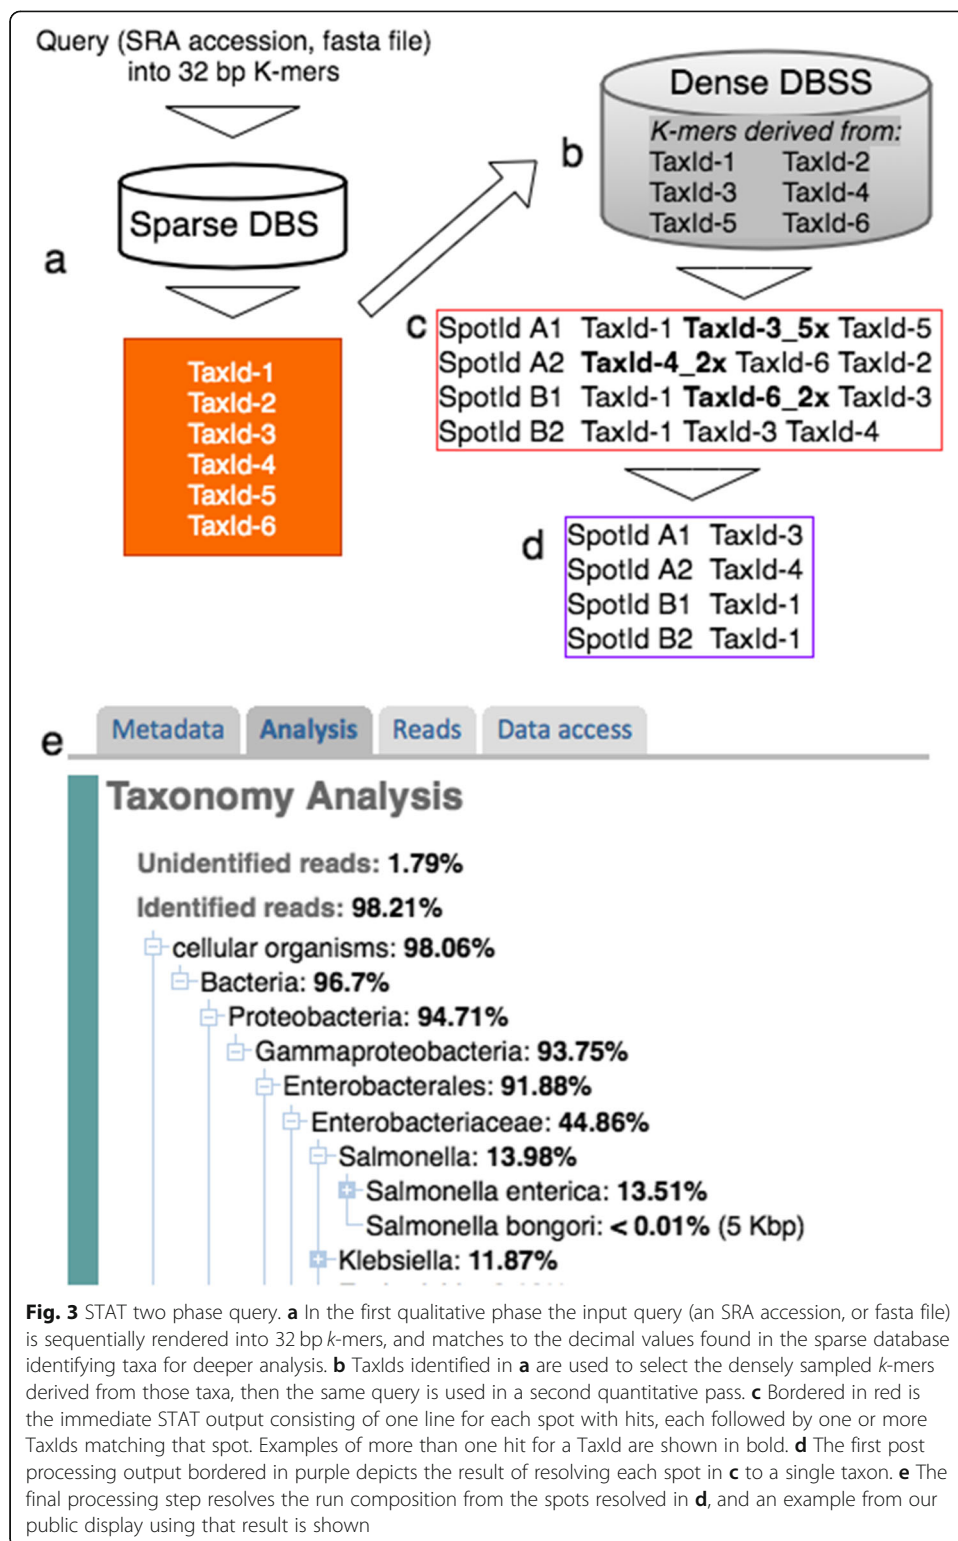 Query (SRA accession, fasta file)
into 32 bp K-mers
Sparse DBS
a
TaxId-1
TaxId-2
TaxId-3
TaxId-4
TaxId-5
TaxId-6
Dense DBSS
K-mers derived from:
b
TaxId-1 TaxId-2
TaxId-3 TaxId-4
TaxId-5 TaxId-6
c
SpotId A1 TaxId-1 TaxId-3_5x TaxId-5
SpotId A2 TaxId-4_2x TaxId-6 TaxId-2
SpotId B1 TaxId-1 TaxId-6_2x TaxId-3
SpotId B2 TaxId-1 TaxId-3 TaxId-4
d
SpotId A1 TaxId-3
SpotId A2 TaxId-4
SpotId B1 TaxId-1
SpotId B2 TaxId-1
e
Metadata Analysis Reads Data access
Taxonomy Analysis
Unidentified reads: 1.79%
Identified reads: 98.21%
cellular organisms: 98.06%
Bacteria: 96.7%
Proteobacteria: 94.71%
Gammaproteobacteria: 93.75%
Enterobacterales: 91.88%
Enterobacteriaceae: 44.86%
Salmonella: 13.98%
Salmonella enterica: 13.51%
Salmonella bongori: < 0.01% (5 Kbp)
Klebsiella: 11.87%
Fig. 3 STAT two phase query. a In the first qualitative phase the input query (an SRA accession, or fasta file)
is sequentially rendered into 32 bp k-mers, and matches to the decimal values found in the sparse database
identifying taxa for deeper analysis. b TaxIds identified in a are used to select the densely sampled k-mers
derived from those taxa, then the same query is used in a second quantitative pass. c Bordered in red is
the immediate STAT output consisting of one line for each spot with hits, each followed by one or more
TaxIds matching that spot. Examples of more than one hit for a TaxId are shown in bold. d The first post
processing output bordered in purple depicts the result of resolving each spot in c to a single taxon. e The
final processing step resolves the run composition from the spots resolved in d, and an example from our
public display using that result is shown